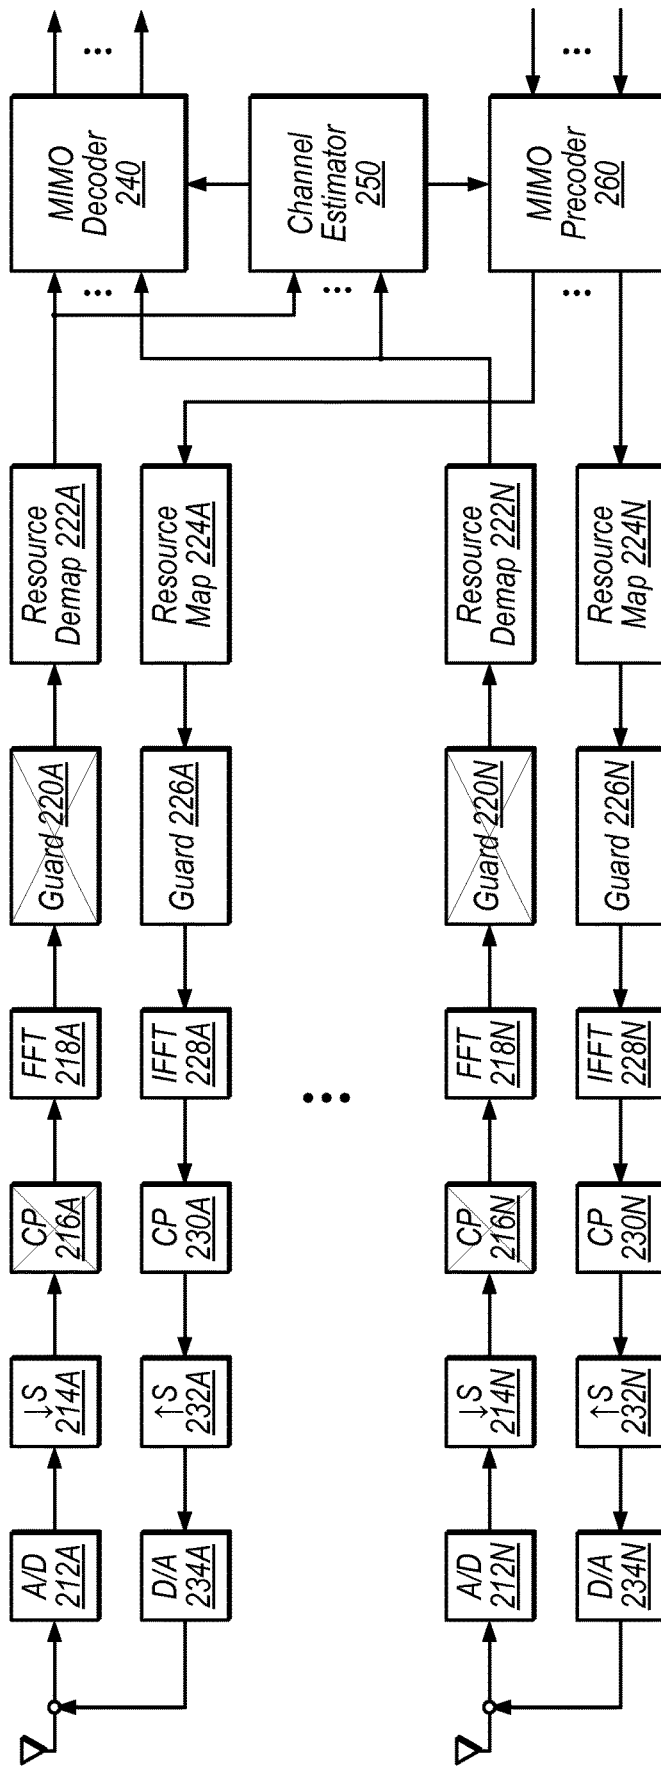 A/D
212A
↓S
214A
CP
216A
FFT
218A
Guard 220A
Resource
Demap 222A
MIMO
Decoder
240
...
...
D/A
234A
↑S
232A
CP
230A
IFFT
228A
Guard 226A
Resource
Map 224A
Channel
Estimator
250
...
...
A/D
212N
↓S
214N
CP
216N
FFT
218N
Guard 220N
Resource
Demap 222N
MIMO
Precoder
260
...
...
D/A
234N
↑S
232N
CP
230N
IFFT
228N
Guard 226N
Resource
Map 224N